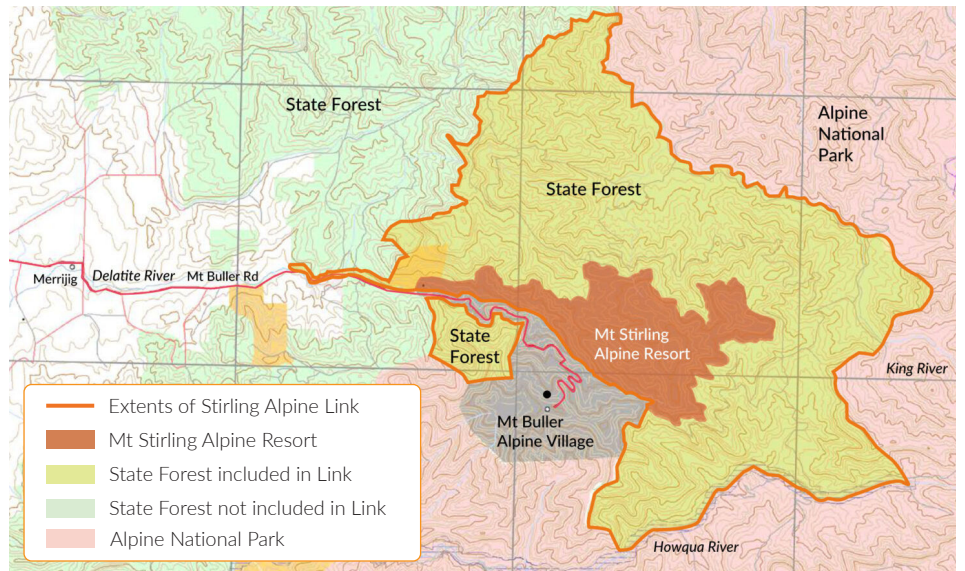 State Forest
Alpine
National
Park
State Forest
Merrijig
Delatite River
Mt Buller Rd
State
Forest
Mt Stirling
Alpine Resort
King River
Mt Buller
Alpine Village
Howqua River
Extents of Stirling Alpine Link
Mt Stirling Alpine Resort
State Forest included in Link
State Forest not included in Link
Alpine National Park